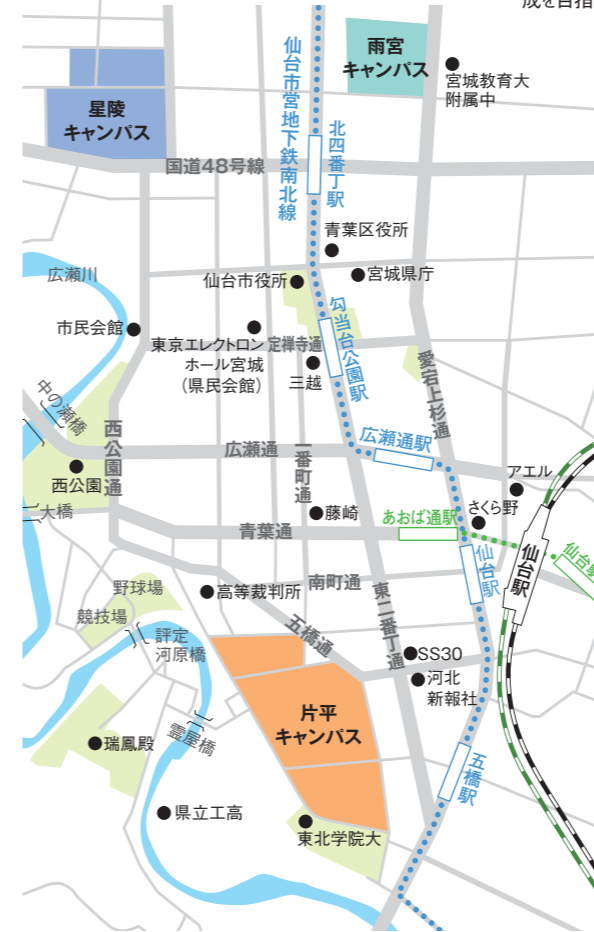 成を目指
雨宮
キャンパス
宮城教育大
附属中
星陵
キャンパス
仙台市営地下鉄南北線
北四番丁駅
国道48号線
青葉区役所
広瀬川
仙台市役所
宮城県庁
市民会館
勾当台公園駅
東京エレクトロン
ホール宮城
(県民会館)
定禅寺通
三越
愛宕上杉通
中の瀬橋
西公園通
広瀬通
一番町通
広瀬通駅
西公園
アエル
大橋
藤崎
あおば通駅
さくら野
青葉通
仙台駅
仙台駅
仙台駅
野球場
高等裁判所
南町通
東二番丁通
競技場
評定
河原橋
五橋通
SS30
河北
新報社
片平
キャンパス
霊屋橋
瑞鳳殿
五橋駅
県立工高
東北学院大